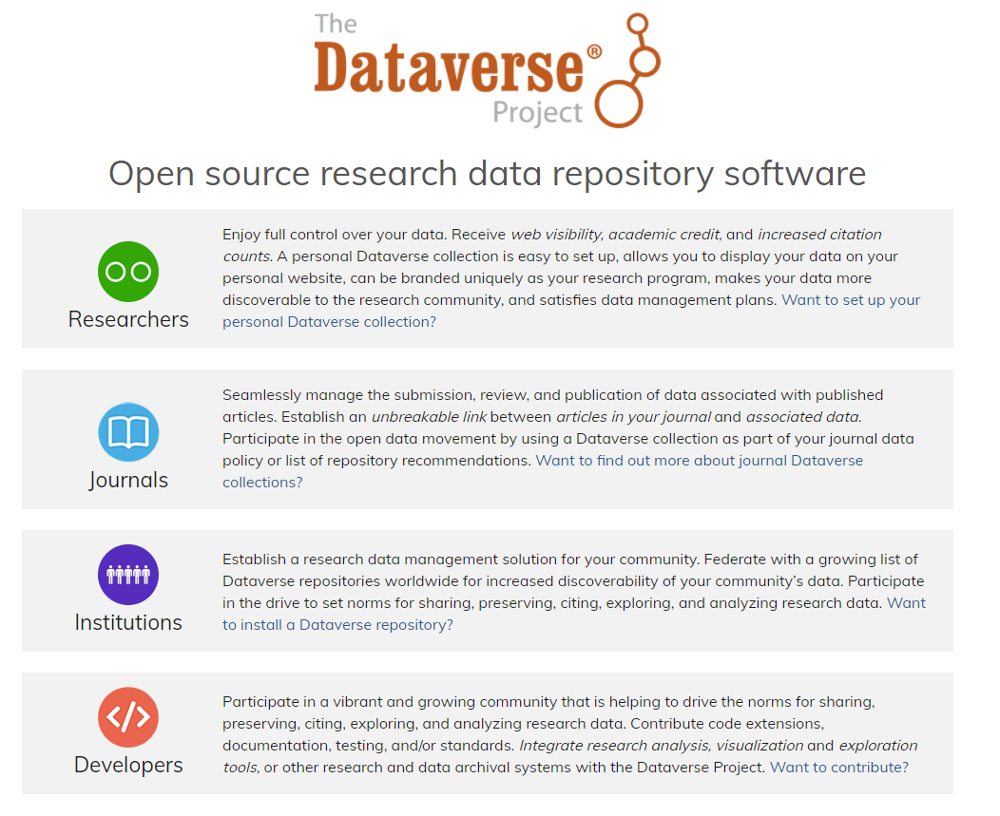 The
Dataverse®
Project
Open source research data repository software
Enjoy full control over your data. Receive web visibility, academic credit, and increased citation
counts. A personal Dataverse collection is easy to set up, allows you to display your data on your
personal website, can be branded uniquely as your research program, makes your data more
discoverable to the research community, and satisfies data management plans. Want to set up your
personal Dataverse collection?
Researchers
Seamlessly manage the submission, review, and publication of data associated with published
articles. Establish an unbreakable link between articles in your journal and associated data.
Participate in the open data movement by using a Dataverse collection as part of your journal data
policy or list of repository recommendations. Want to find out more about journal Dataverse
collections?
Journals
Establish a research data management solution for your community. Federate with a growing list of
Dataverse repositories worldwide for increased discoverability of your community’s data. Participate
in the drive to set norms for sharing, preserving, citing, exploring, and analyzing research data. Want
to install a Dataverse repository?
Institutions
Participate in a vibrant and growing community that is helping to drive the norms for sharing,
preserving, citing, exploring, and analyzing research data. Contribute code extensions,
documentation, testing, and/or standards. Integrate research analysis, visualization and exploration
tools, or other research and data archival systems with the Dataverse Project. Want to contribute?
Developers